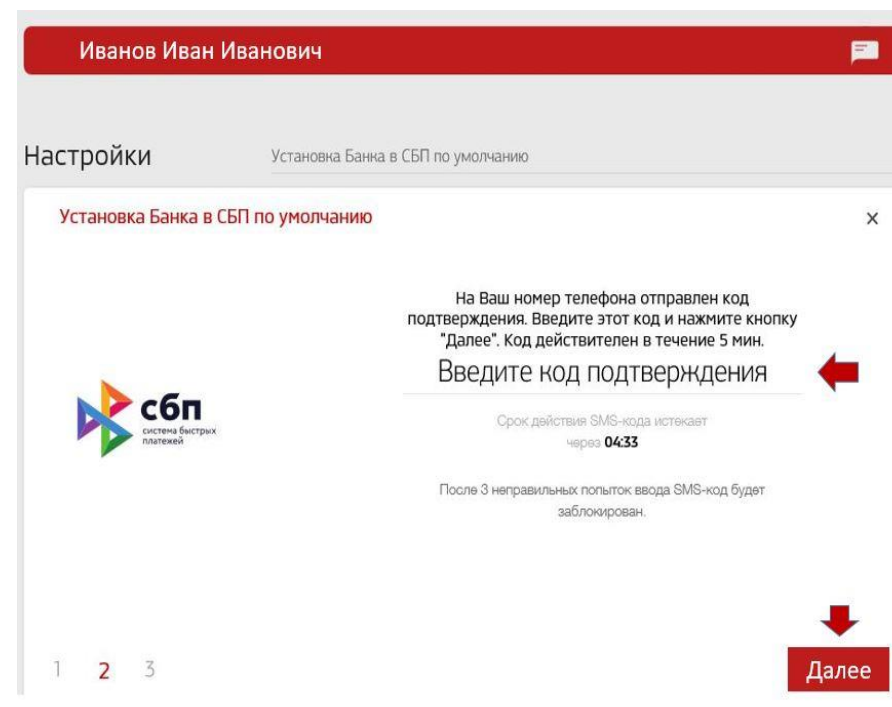 Иванов Иван Иванович
Настройки
Установка Банка в СБП по умолчанию
Установка Банка в СБП по умолчанию
×
На Ваш номер телефона отправлен код
подтверждения. Введите этот код и нажмите кнопку
"Далее". Код действителен в течение 5 мин.
Введите код подтверждения
Срок действия SMS-кода истекает
через 04:33
После 3 неправильных попыток ввода SMS-код будет
заблокирован.
сбп
система быстрых
платежей
1 2 3
Далее